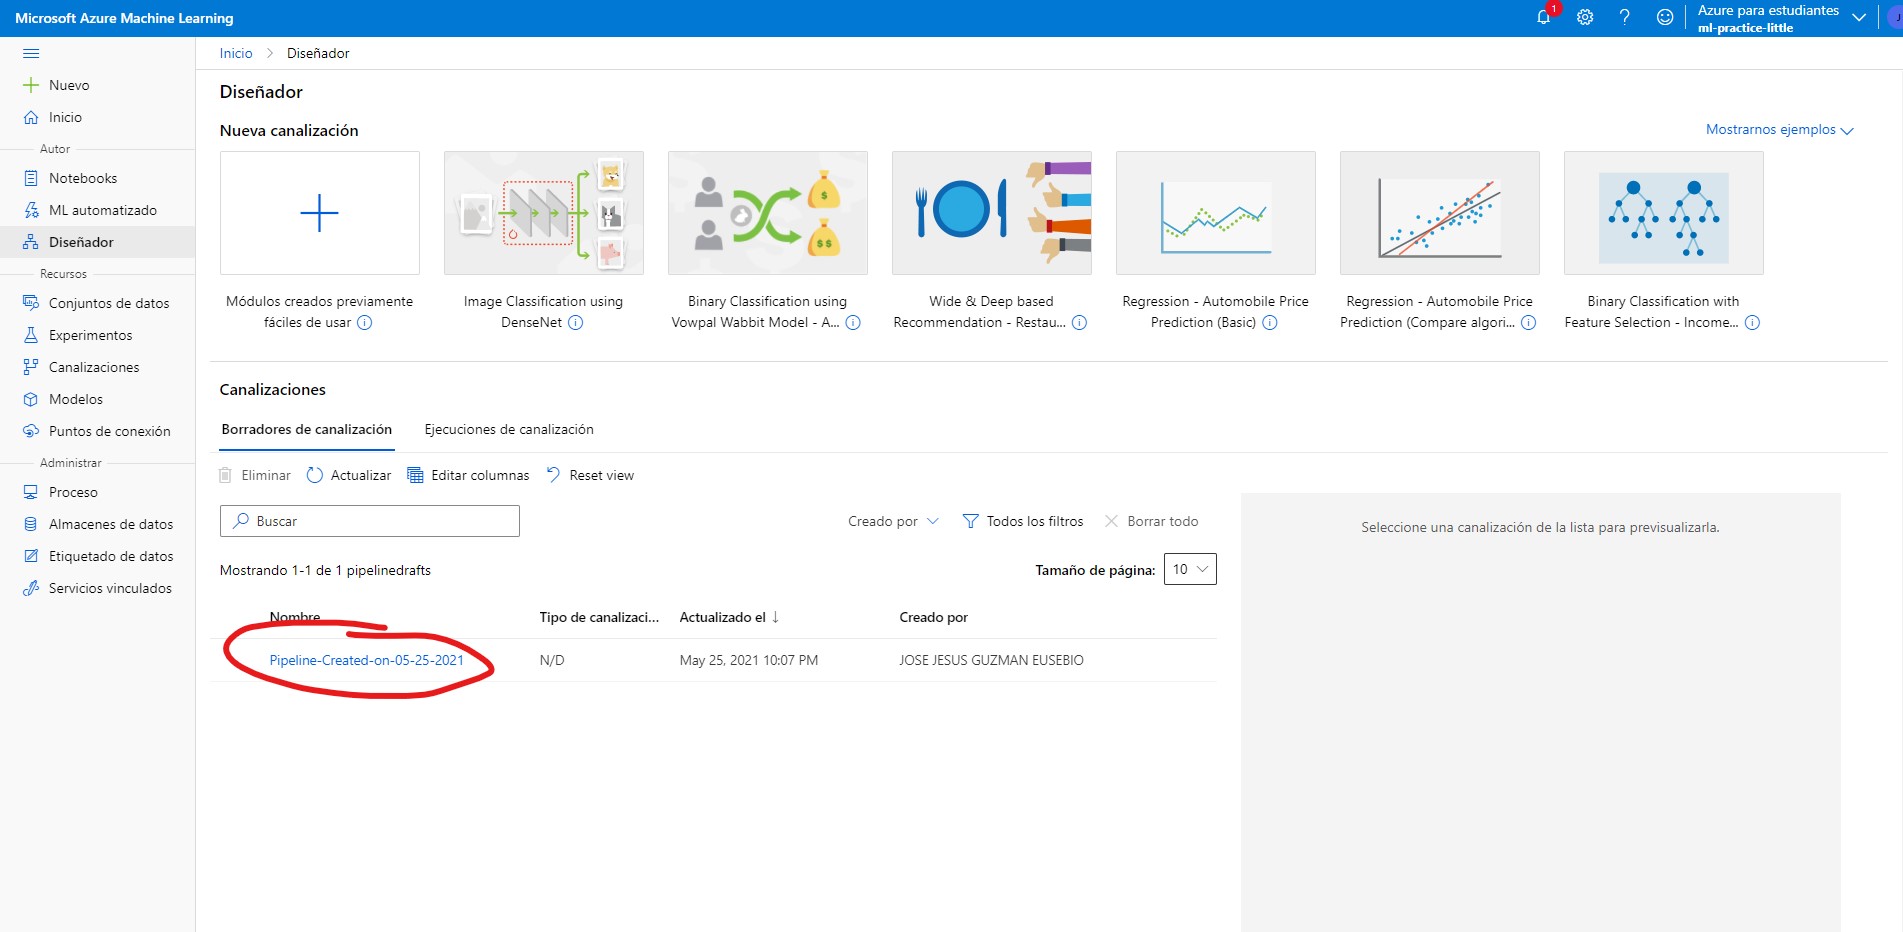 Microsoft Azure Machine Learning
1
Azure para estudiantes
ml-practice-little
J
Nuevo
Inicio
Autor
Notebooks
ML automatizado
Diseñador
Recursos
Conjuntos de datos
Experimentos
Canalizaciones
Modelos
Puntos de conexión
Administrar
Proceso
Almacenes de datos
Etiquetado de datos
Servicios vinculados
Inicio > Diseñador
Diseñador
Nueva canalización
Mostrarnos ejemplos
Módulos creados previamente
fáciles de usar
Image Classification using
DenseNet
Binary Classification using
Vowpal Wabbit Model - A...
Wide & Deep based
Recommendation - Restau...
Regression - Automobile Price
Prediction (Basic)
Regression - Automobile Price
Prediction (Compare algori...
Binary Classification with
Feature Selection - Income...
Canalizaciones
Borradores de canalización Ejecuciones de canalización
Eliminar Actualizar Editar columnas Reset view
Buscar Creado por Todos los filtros Borrar todo
Mostrando 1-1 de 1 pipelinedrafts Tamaño de página: 10
Nombre Tipo de canalizaci... Actualizado el ↓ Creado por
Pipeline-Created-on-05-25-2021 N/D May 25, 2021 10:07 PM JOSE JESUS GUZMAN EUSEBIO
Seleccione una canalización de la lista para previsualizarla.